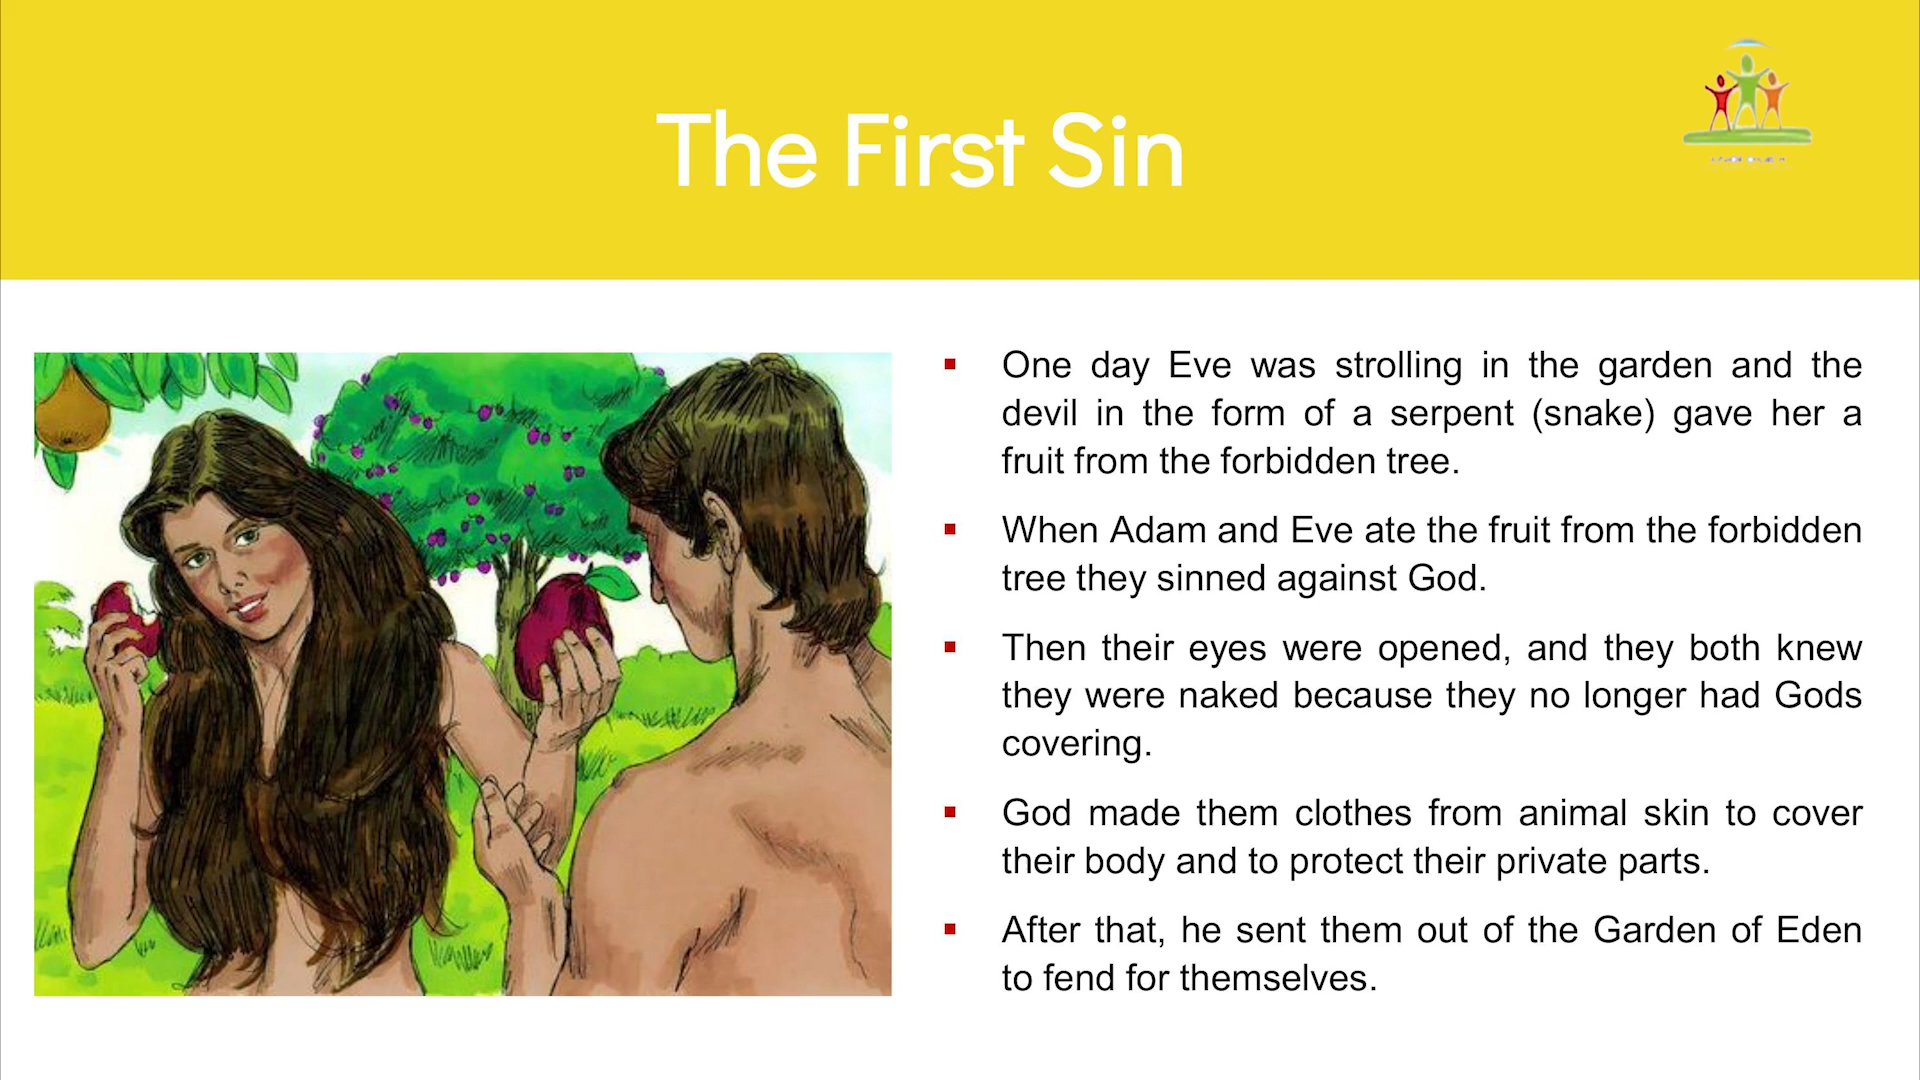 The First Sin
One day Eve was strolling in the garden and the
devil in the form of a serpent (snake) gave her a
fruit from the forbidden tree.
When Adam and Eve ate the fruit from the forbidden
tree they sinned against God.
Then their eyes were opened, and they both knew
they were naked because they no longer had Gods
covering.
God made them clothes from animal skin to cover
their body and to protect their private parts.
After that, he sent them out of the Garden of Eden
to fend for themselves.